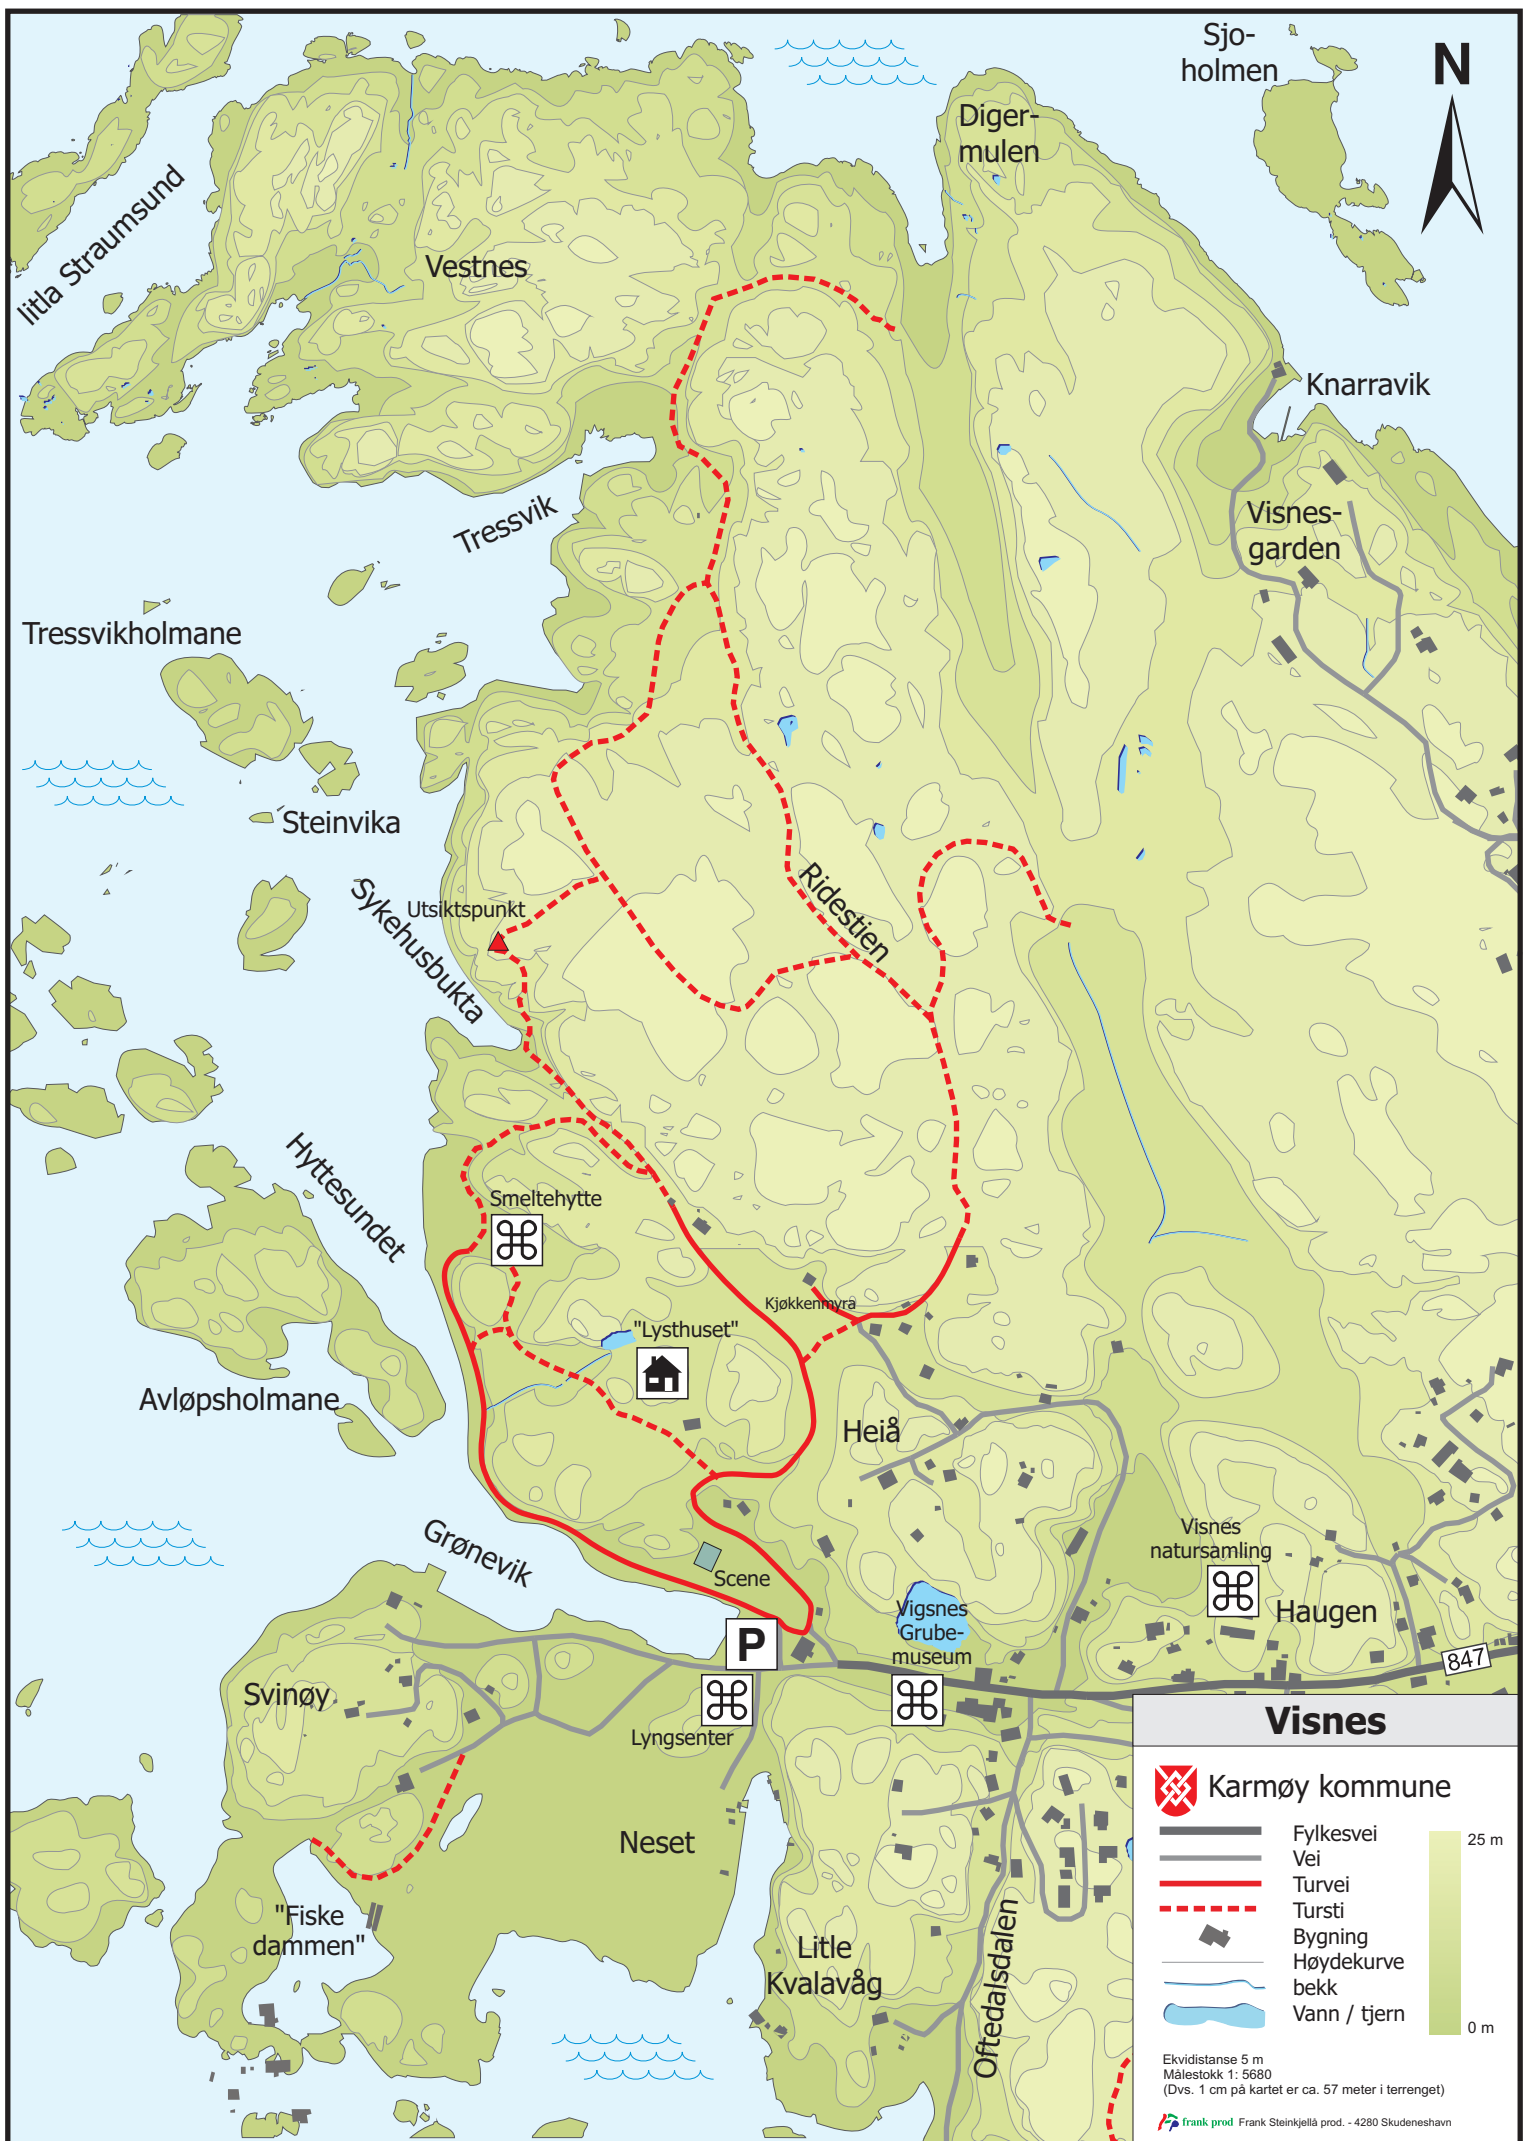 Sjo-
holmen
N
Diger-
mulen
litla Straumsund
Vestnes
Knarravik
Tressvik
Visnes-
garden
Tressvikholmane
Steinvika
Sykehusbukta
Utsiktspunkt
Ridestien
Hyttesundet
Smeltehytte
Kjøkkenmyra
"Lysthuset"
Avløpsholmane
Heiå
Grønevik
Scene
Visnes
natursamling
Haugen
Vigsnes
Grube-
museum
P
847
Svinøy
Lyngsenter
Neset
"Fiske
dammen"
Litle
Kvalavåg
Oftedalsdalen
Visnes
Karmøy kommune
Fylkesvei
Vei
Turvei
Tursti
Bygning
Høydekurve
bekk
Vann / tjern
25 m
0 m
Ekvidistanse 5 m
Målestokk 1: 5680
(Dvs. 1 cm på kartet er ca. 57 meter i terrenget)
frank prod Frank Steinkjellå prod. - 4280 Skudeneshavn